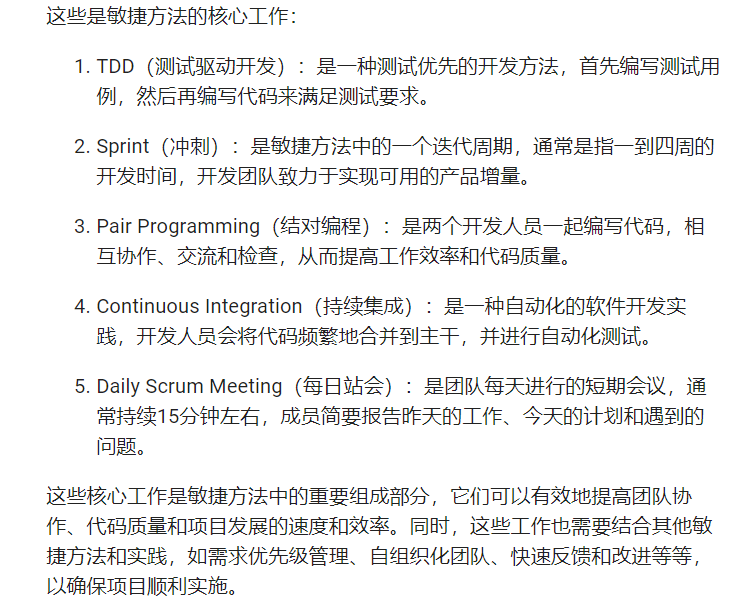 这些是敏捷方法的核心工作：
1. TDD（测试驱动开发）：是一种测试优先的开发方法，首先编写测试用
例，然后再编写代码来满足测试要求。
2. Sprint（冲刺）：是敏捷方法中的一个迭代周期，通常是指一到四周的
开发时间，开发团队致力于实现可用的产品增量。
3. Pair Programming（结对编程）：是两个开发人员一起编写代码，相
互协作、交流和检查，从而提高工作效率和代码质量。
4. Continuous Integration（持续集成）：是一种自动化的软件开发实
践，开发人员会将代码频繁地合并到主干，并进行自动化测试。
5. Daily Scrum Meeting（每日站会）：是团队每天进行的短期会议，通
常持续15分钟左右，成员简要报告昨天的工作、今天的计划和遇到的
问题。
这些核心工作是敏捷方法中的重要组成部分，它们可以有效地提高团队协
作、代码质量和项目发展的速度和效率。同时，这些工作也需要结合其他敏
捷方法和实践，如需求优先级管理、自组织化团队、快速反馈和改进等等，
以确保项目顺利实施。